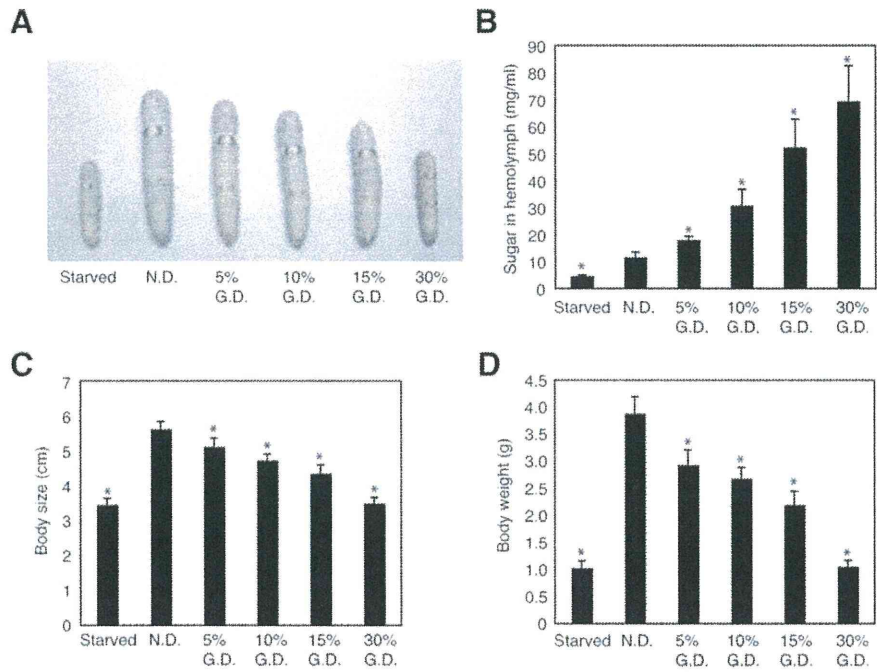 A
Starved N.D. 5% 10% 15% 30%
G.D. G.D. G.D. G.D.
B
Sugar in hemolymph (mg/ml)
90
80
70
60
50
40
30
20
10
0
* * * * *
Starved N.D. 5% 10% 15% 30%
G.D. G.D. G.D. G.D.
C
Body size (cm)
7
6
5
4
3
2
1
0
* * * * *
Starved N.D. 5% 10% 15% 30%
G.D. G.D. G.D. G.D.
D
Body weight (g)
4.5
4.0
3.5
3.0
2.5
2.0
1.5
1.0
0.5
0
* * * * *
Starved N.D. 5% 10% 15% 30%
G.D. G.D. G.D. G.D.